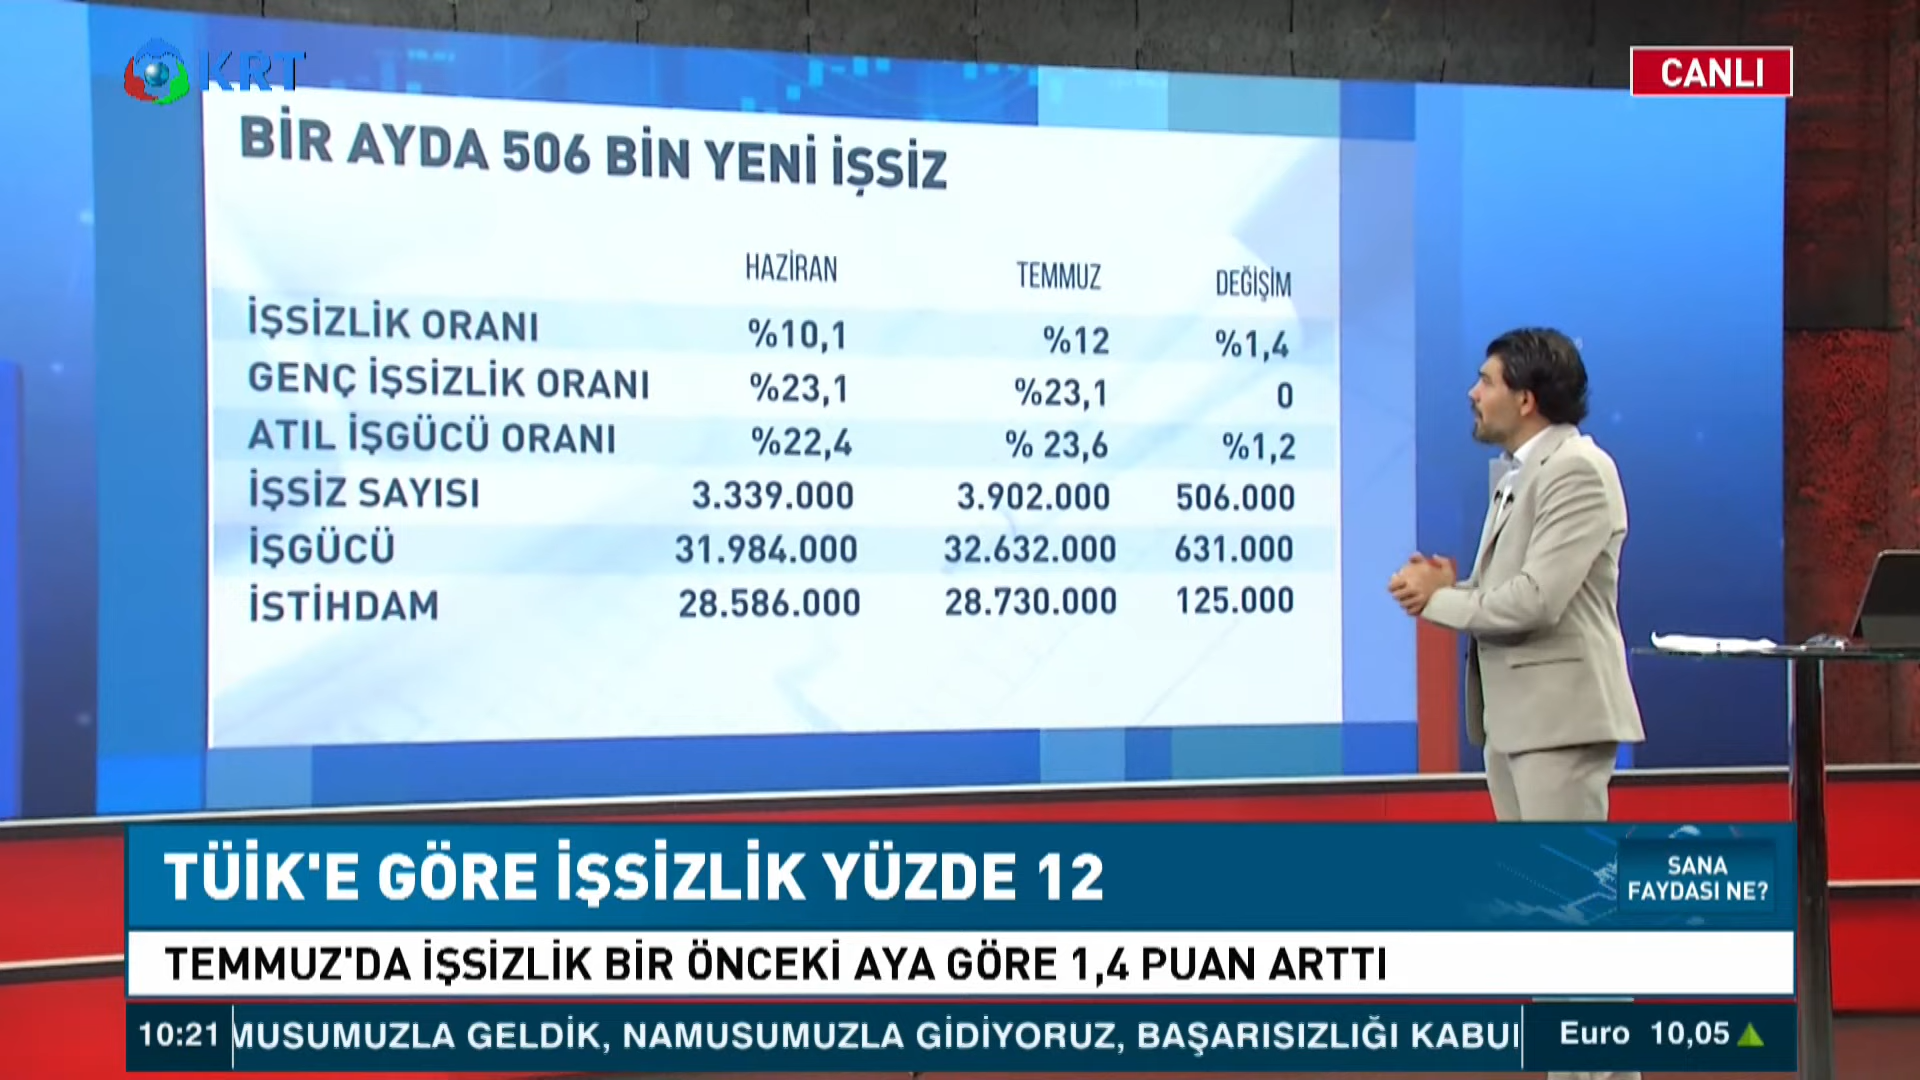 KRT
CANLI
BİR AYDA 506 BİN YENİ İŞSİZ
HAZİRAN TEMMUZ DEĞİŞİM
İŞSİZLİK ORANI %10,1 %12 %1,4
GENÇ İŞSİZLİK ORANI %23,1 %23,1 0
ATIL İŞGÜCÜ ORANI %22,4 % 23,6 %1,2
İŞSİZ SAYISI 3.339.000 3.902.000 506.000
İŞGÜCÜ 31.984.000 32.632.000 631.000
İSTİHDAM 28.586.000 28.730.000 125.000
TÜİK'E GÖRE İŞSİZLİK YÜZDE 12
SANA
FAYDASI NE?
TEMMUZ'DA İŞSİZLİK BİR ÖNCEKİ AYA GÖRE 1,4 PUAN ARTTI
10:21 MUSUMUZLA GELDİK, NAMUSUMUZLA GİDİYORUZ, BAŞARISIZLIĞI KABUL Euro 10,05